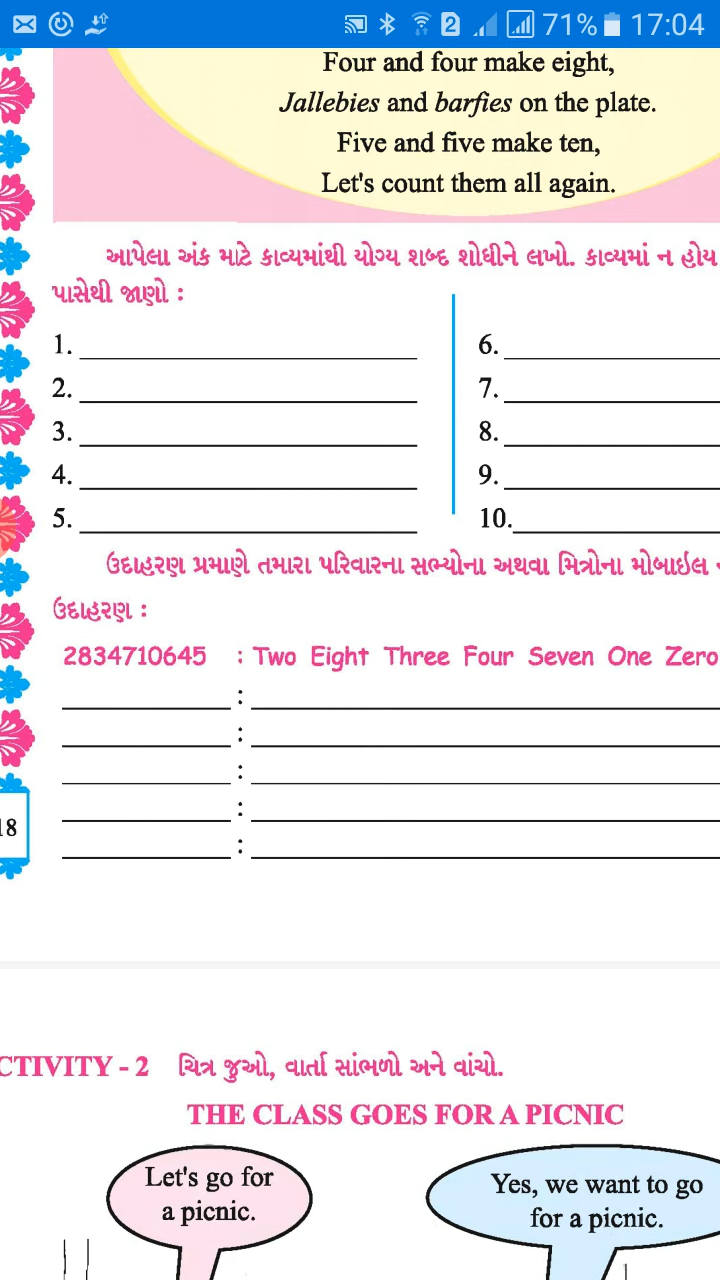 2 71% 17:04
Four and four make eight,
Jallebies and barfies on the plate.
Five and five make ten,
Let's count them all again.
આપેલા અંક માટે કાવ્યમાંથી યોગ્ય શબ્દ શોધીને લખો. કાવ્યમાં ન હોય
પાસેથી જાણો :
1.
2.
3.
4.
5.
6.
7.
8.
9.
10.
ઉદાહરણ પ્રમાણે તમારા પરિવારના સભ્યોના અથવા મિત્રોના મોબાઇલ
ઉદાહરણ :
2834710645 : Two Eight Three Four Seven One Zero
:
:
:
:
:
18
CTIVITY - 2 ચિત્ર જુઓ, વાર્તા સાંભળો અને વાંચો.
THE CLASS GOES FOR A PICNIC
Let's go for
a picnic.
Yes, we want to go
for a picnic.